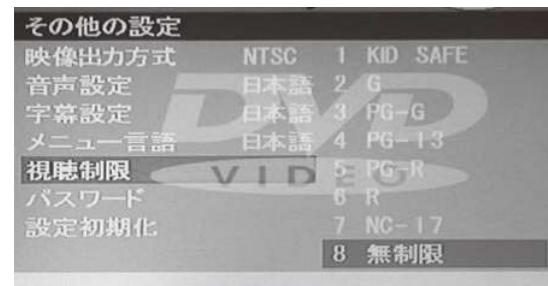 その他の設定
映像出力方式 NTSC 1 KID SAFE
音声設定 日本語 2 G
字幕設定 日本語 3 PG-G
メニュー言語 日本語 4 PG-13
視聴制限 5 PG-R
パスワード 6 R
設定初期化 7 NC-17
8 無制限
DVD
VIDEO